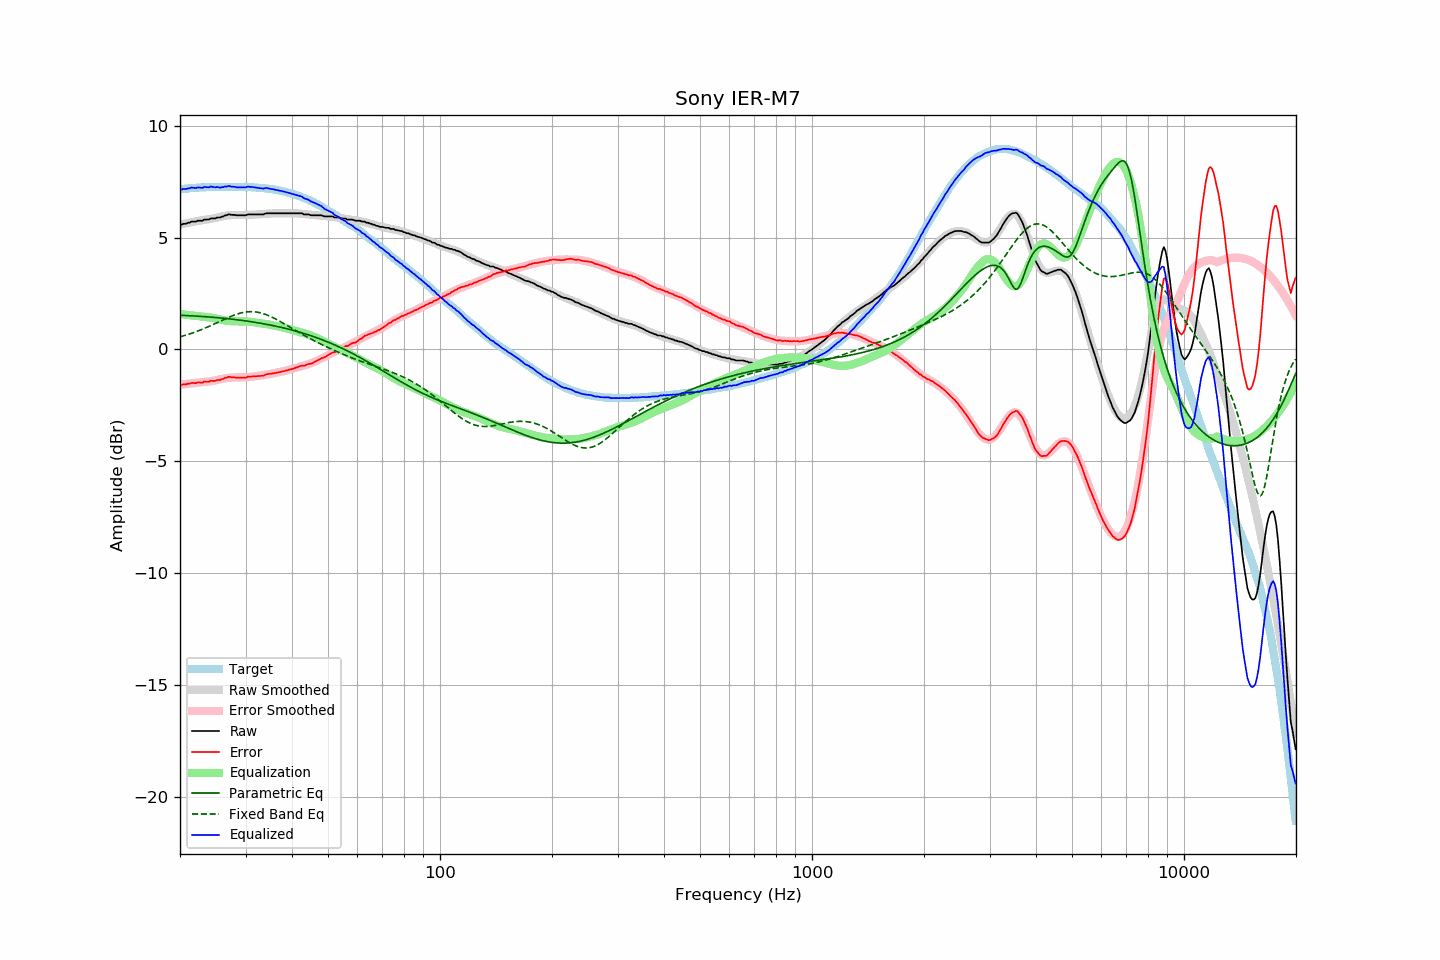 Sony IER-M7
10
5
0
−5
−10
−15
−20
Amplitude (dBr)
Target
Raw Smoothed
Error Smoothed
Raw
Error
Equalization
Parametric Eq
Fixed Band Eq
Equalized
100
1000
10000
Frequency (Hz)